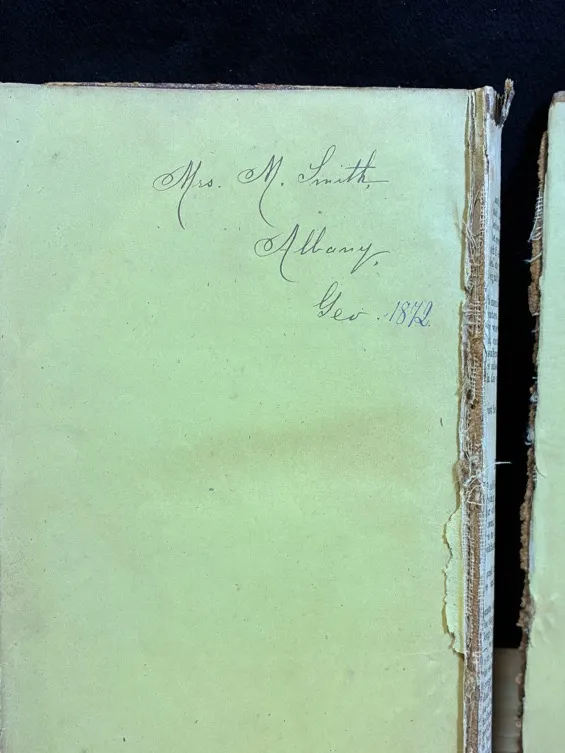 Mrs. M. Smith,
Albany,
Geo. 1872.